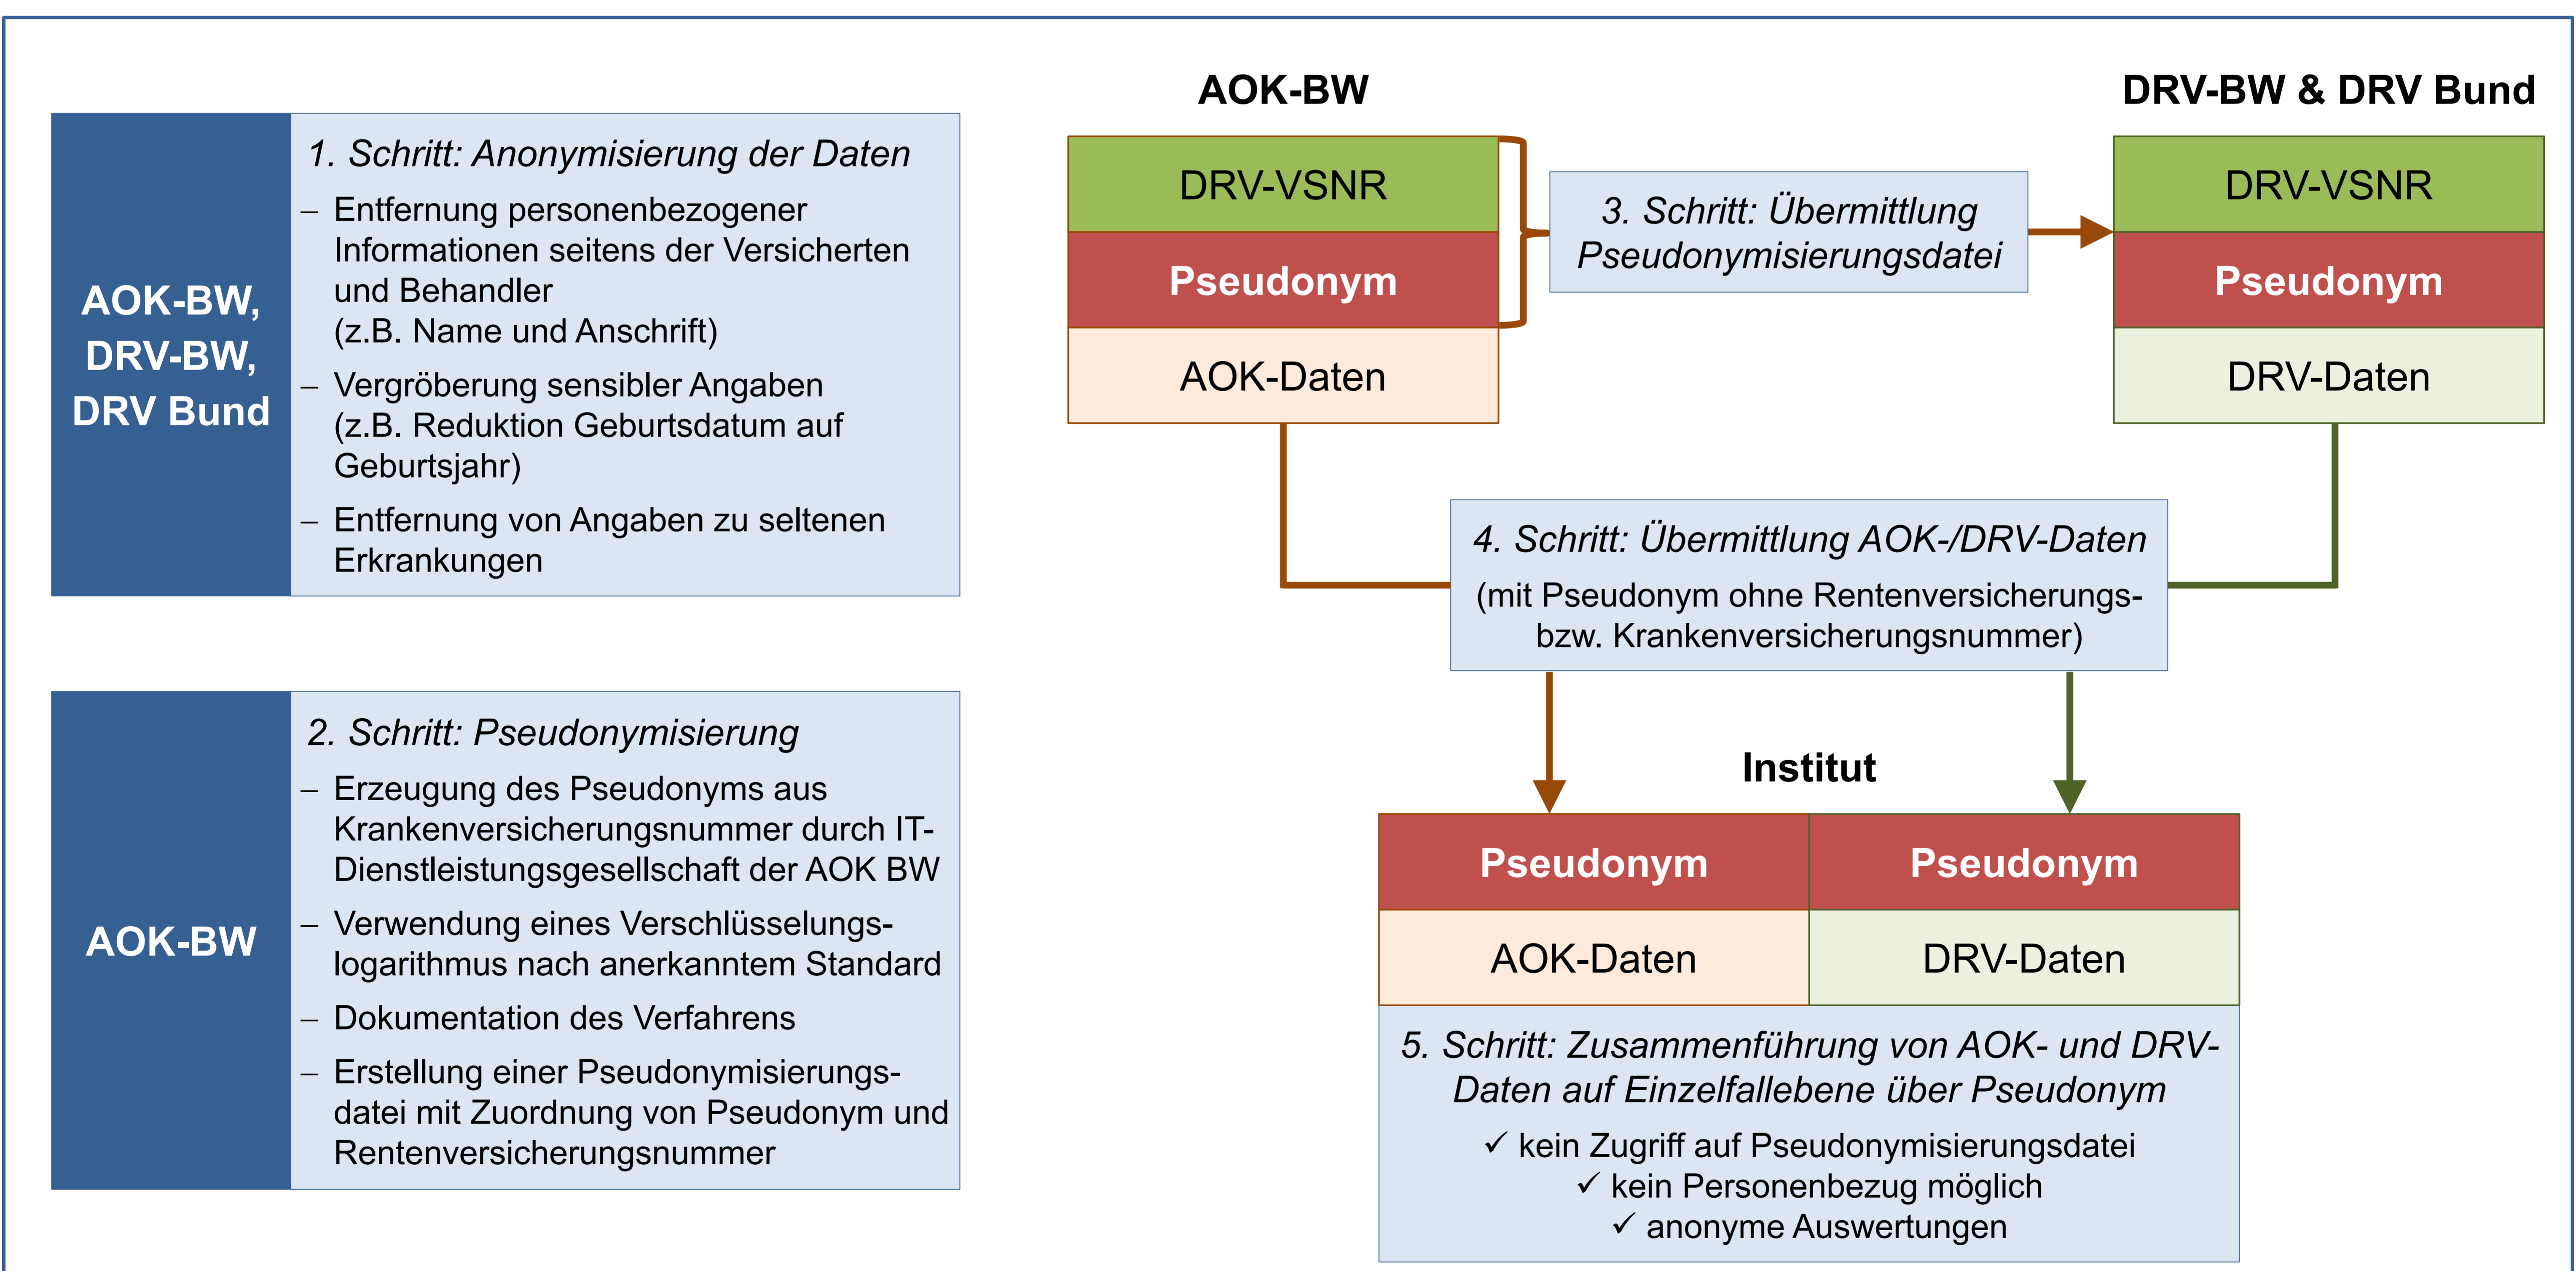 AOK-BW,
DRV-BW,
DRV Bund
1. Schritt: Anonymisierung der Daten
– Entfernung personenbezogener
Informationen seitens der Versicherten
und Behandler
(z.B. Name und Anschrift)
– Vergröberung sensibler Angaben
(z.B. Reduktion Geburtsdatum auf
Geburtsjahr)
– Entfernung von Angaben zu seltenen
Erkrankungen
AOK-BW
2. Schritt: Pseudonymisierung
– Erzeugung des Pseudonyms aus
Krankenversicherungsnummer durch IT-
Dienstleistungsgesellschaft der AOK BW
– Verwendung eines Verschlüsselungs-
logarithmus nach anerkanntem Standard
– Dokumentation des Verfahrens
– Erstellung einer Pseudonymisierungs-
datei mit Zuordnung von Pseudonym und
Rentenversicherungsnummer
AOK-BW
DRV-VSNR
Pseudonym
AOK-Daten
3. Schritt: Übermittlung
Pseudonymisierungsdatei
DRV-BW & DRV Bund
DRV-VSNR
Pseudonym
DRV-Daten
4. Schritt: Übermittlung AOK-/DRV-Daten
(mit Pseudonym ohne Rentenversicherungs-
bzw. Krankenversicherungsnummer)
Institut
Pseudonym
Pseudonym
AOK-Daten
DRV-Daten
5. Schritt: Zusammenführung von AOK- und DRV-
Daten auf Einzelfallebene über Pseudonym
✓ kein Zugriff auf Pseudonymisierungsdatei
✓ kein Personenbezug möglich
✓ anonyme Auswertungen